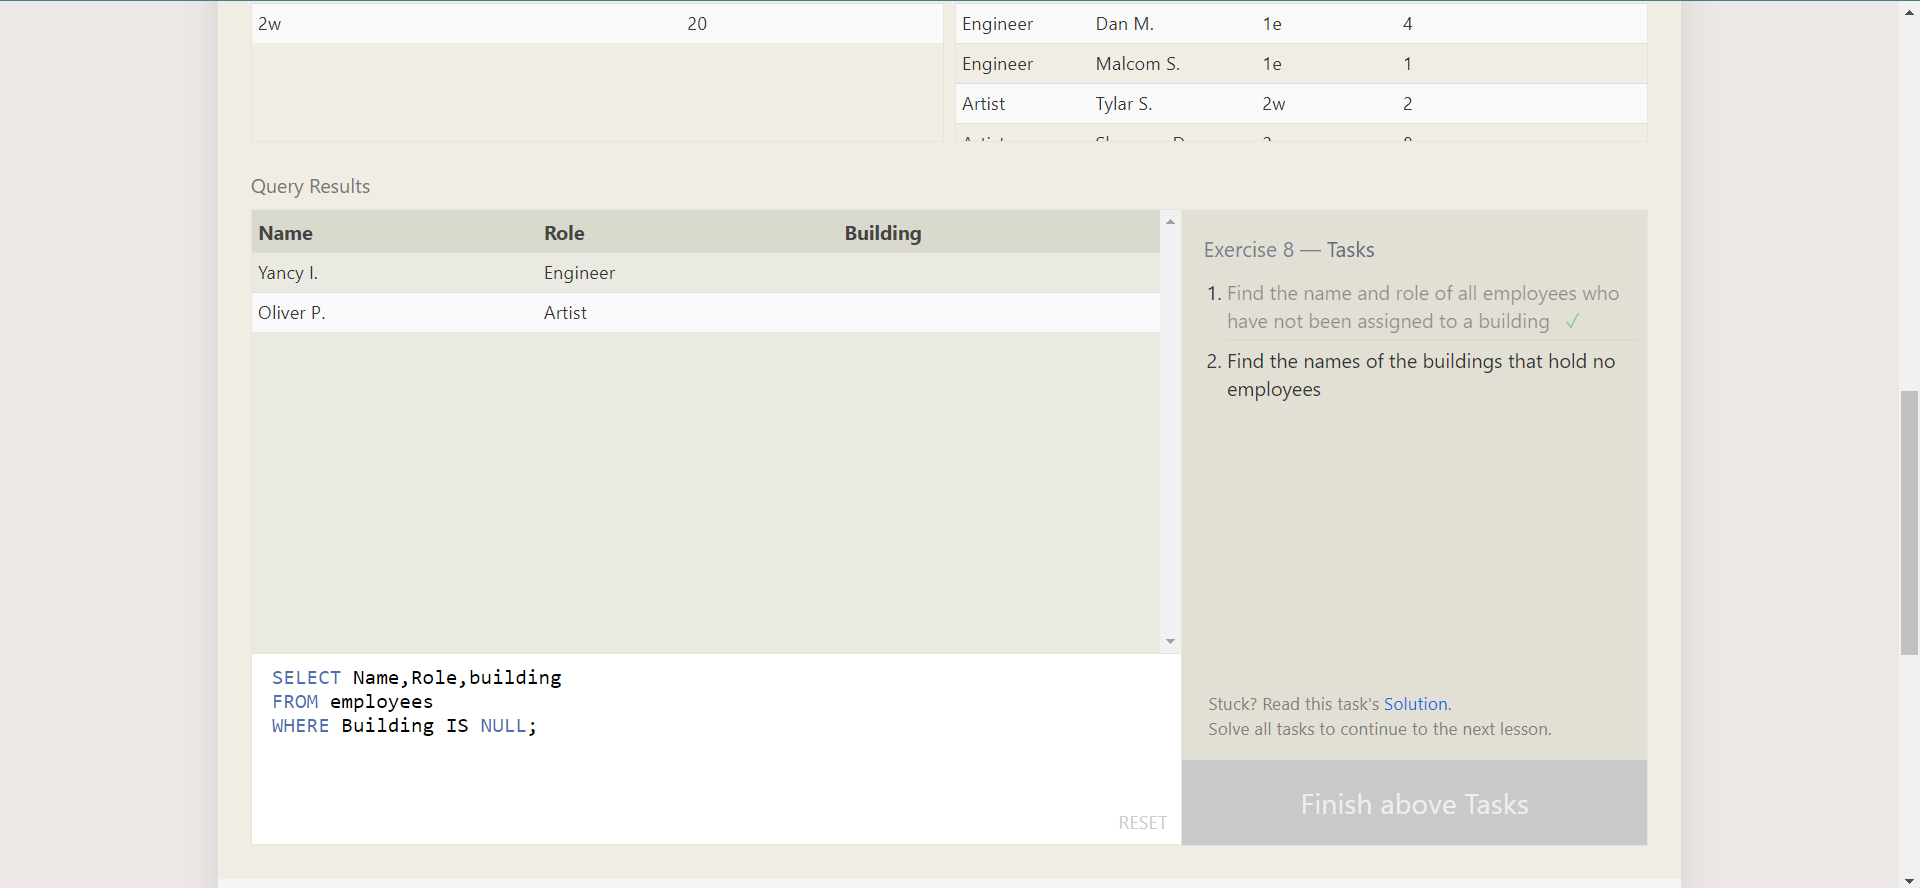 2w 20
Engineer Dan M. 1e 4
Engineer Malcom S. 1e 1
Artist Tylar S. 2w 2
Query Results
Name Role Building
Yancy I. Engineer
Oliver P. Artist
Exercise 8 — Tasks
1. Find the name and role of all employees who
have not been assigned to a building ✓
2. Find the names of the buildings that hold no
employees
SELECT Name,Role,building
FROM employees
WHERE Building IS NULL;
RESET
Stuck? Read this task's Solution.
Solve all tasks to continue to the next lesson.
Finish above Tasks